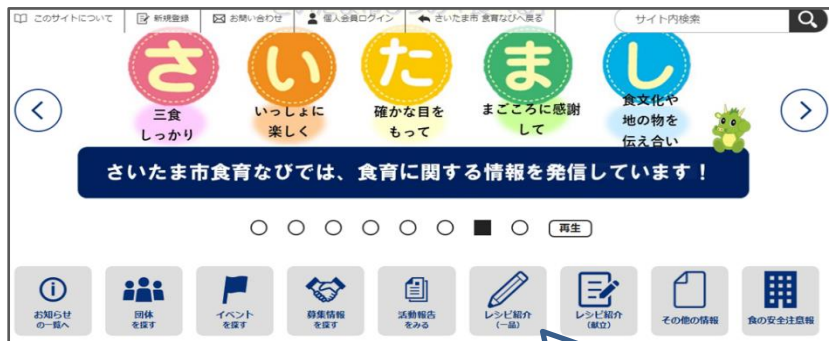 このサイトについて
新規登録
お問い合わせ
個人会員ログイン
さいたま市 食育なびへ戻る
サイト内検索
さ
い
た
ま
し
三食
しっかり
いっしょに
楽しく
確かな目を
もって
まごころに感謝
して
食文化や
地の物を
伝え合い
さいたま市食育なびでは、食育に関する情報を発信しています！
再生
お知らせ
の一覧へ
団体
を探す
イベント
を探す
募集情報
を探す
活動報告
をみる
レシピ紹介
(一品)
レシピ紹介
(献立)
その他の情報
食の安全注意報